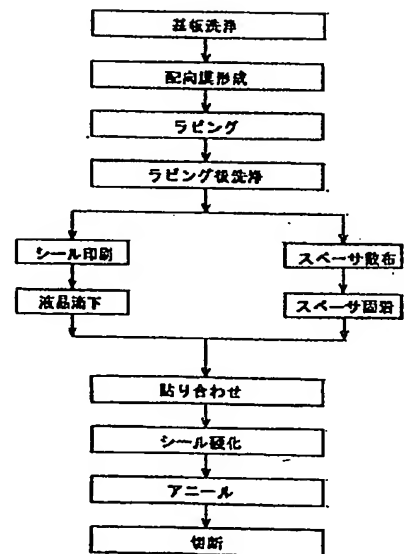 基板洗浄
配向膜形成
ラビング
ラビング後洗浄
シール印刷
スペーサ散布
液晶滴下
スペーサ固着
貼り合わせ
シール硬化
アニール
切断